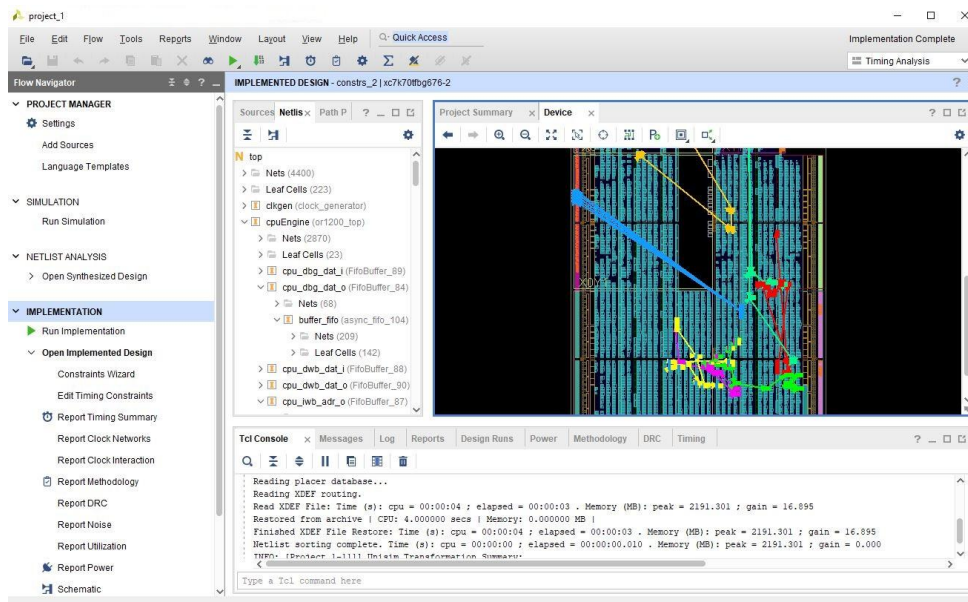 project_1
File Edit Flow Tools Reports Window Layout View Help Quick Access
Implementation Complete
Timing Analysis
Flow Navigator
IMPLEMENTED DESIGN - constrs_2 | xc7k70tfbg676-2
PROJECT MANAGER
Settings
Add Sources
Language Templates
SIMULATION
Run Simulation
NETLIST ANALYSIS
Open Synthesized Design
IMPLEMENTATION
Run Implementation
Open Implemented Design
Constraints Wizard
Edit Timing Constraints
Report Timing Summary
Report Clock Networks
Report Clock Interaction
Report Methodology
Report DRC
Report Noise
Report Utilization
Report Power
Schematic
Sources Netlis Path P
N top
Nets (4400)
Leaf Cells (223)
clkgen (clock_generator)
cpuEngine (or1200_top)
Nets (2870)
Leaf Cells (23)
cpu_dbg_dat_i (FifoBuffer_89)
cpu_dbg_dat_o (FifoBuffer_84)
Nets (68)
buffer_fifo (async_fifo_104)
Nets (209)
Leaf Cells (142)
cpu_dwb_dat_i (FifoBuffer_88)
cpu_dwb_dat_o (FifoBuffer_90)
cpu_iwb_adr_o (FifoBuffer_87)
Project Summary Device
Tcl Console Messages Log Reports Design Runs Power Methodology DRC Timing
Reading placer database...
Reading XDEF routing.
Read XDEF File: Time (s): cpu = 00:00:04 ; elapsed = 00:00:03 . Memory (MB): peak = 2191.301 ; gain = 16.895
Restored from archive | CPU: 4.000000 secs | Memory: 0.000000 MB |
Finished XDEF File Restore: Time (s): cpu = 00:00:04 ; elapsed = 00:00:03 . Memory (MB): peak = 2191.301 ; gain = 16.895
Netlist sorting complete. Time (s): cpu = 00:00:00 ; elapsed = 00:00:00.010 . Memory (MB): peak = 2191.301 ; gain = 0.000
INFO: [Project 1-111] Unisim Transformation Summary:
Type a Tcl command here